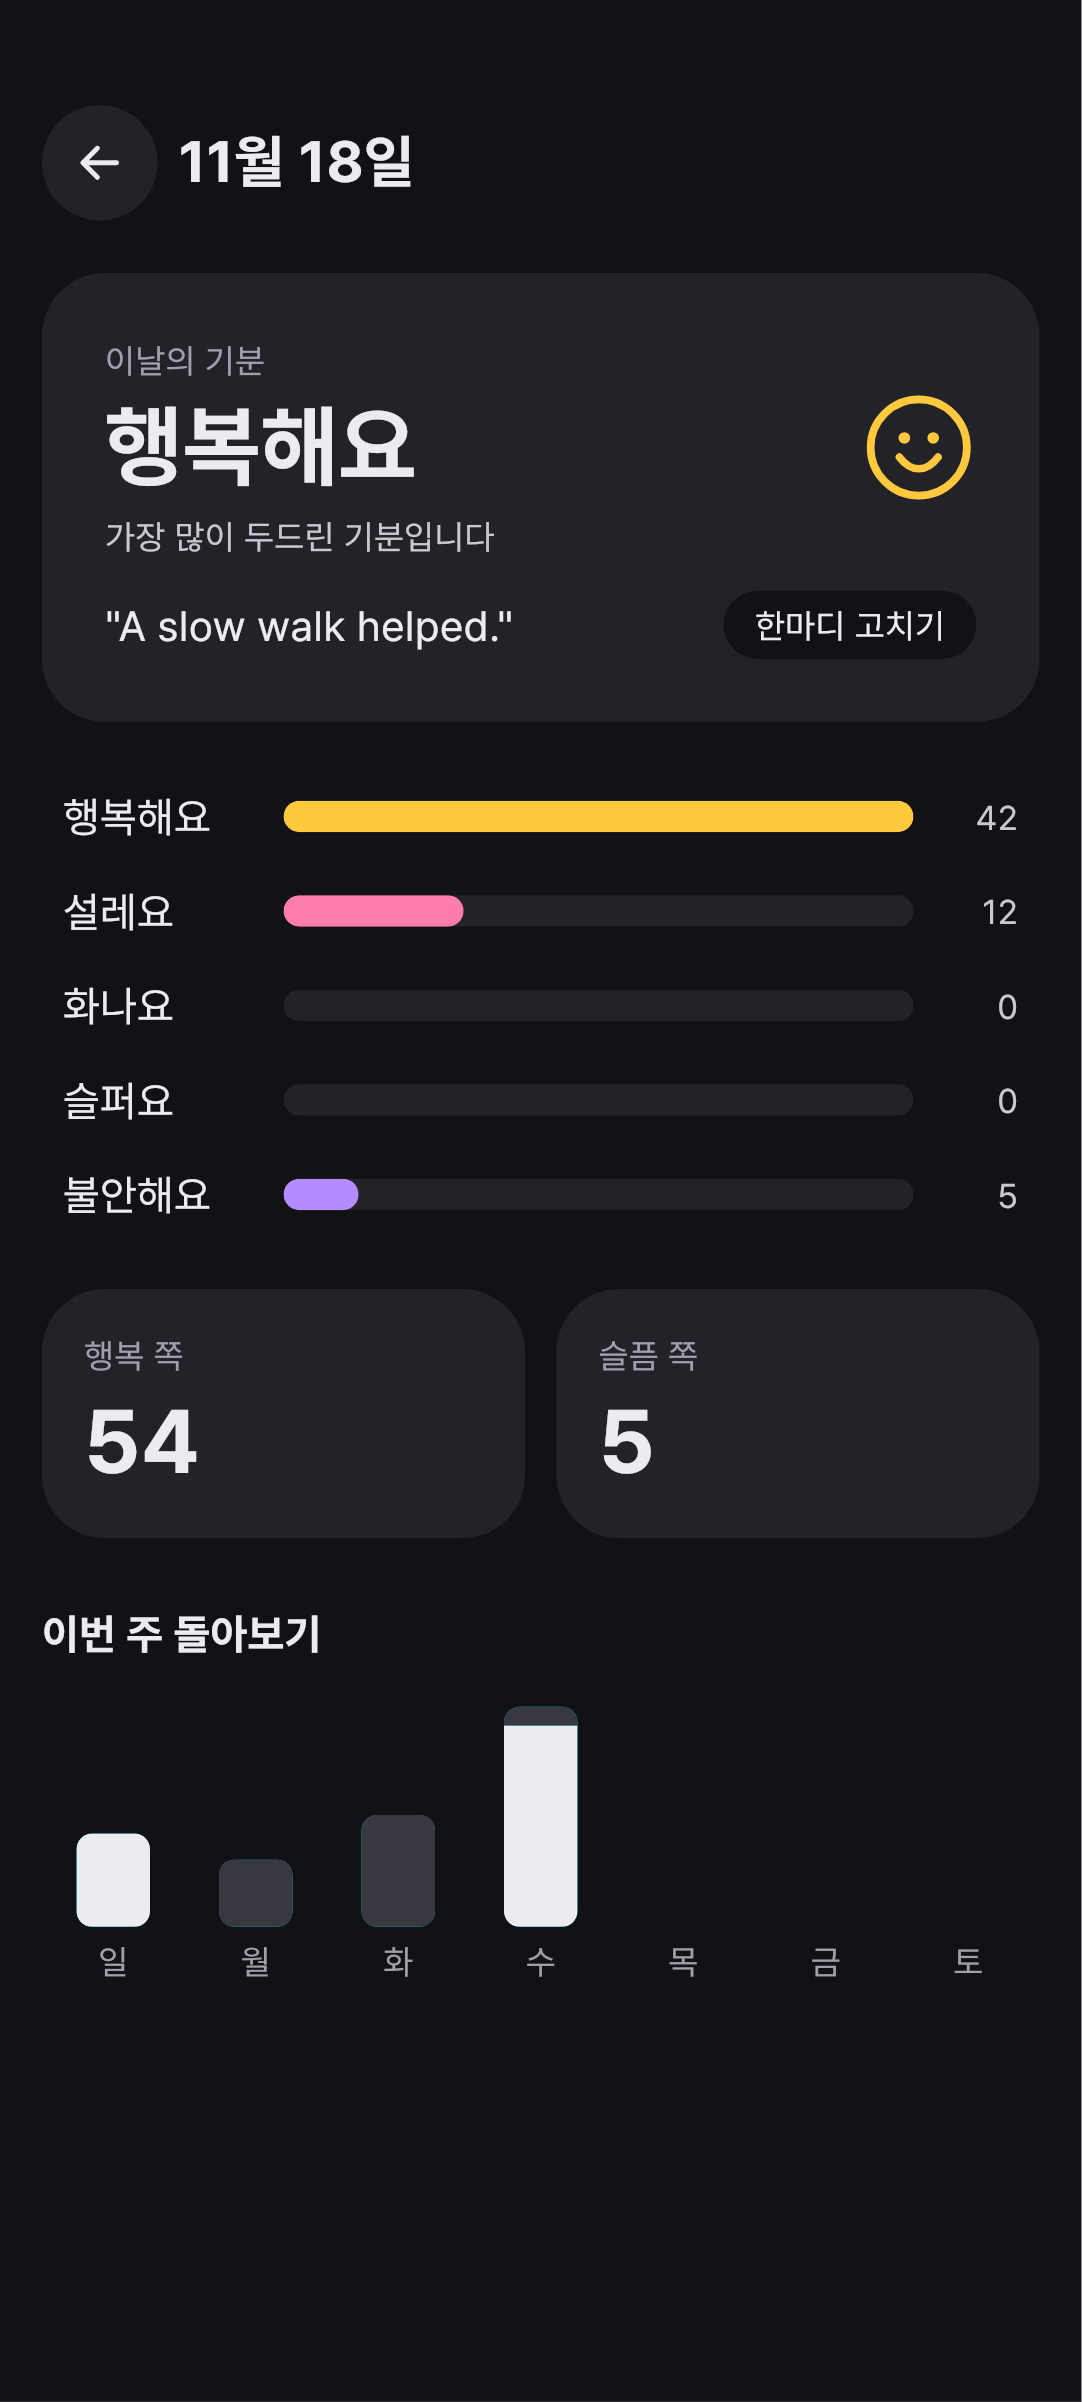 11월 18일
이날의 기분
행복해요
가장 많이 두드린 기분입니다
"A slow walk helped."
한마디 고치기
행복해요 42
설레요 12
화나요 0
슬퍼요 0
불안해요 5
행복 쪽
54
슬픔 쪽
5
이번 주 돌아보기
일 월 화 수 목 금 토